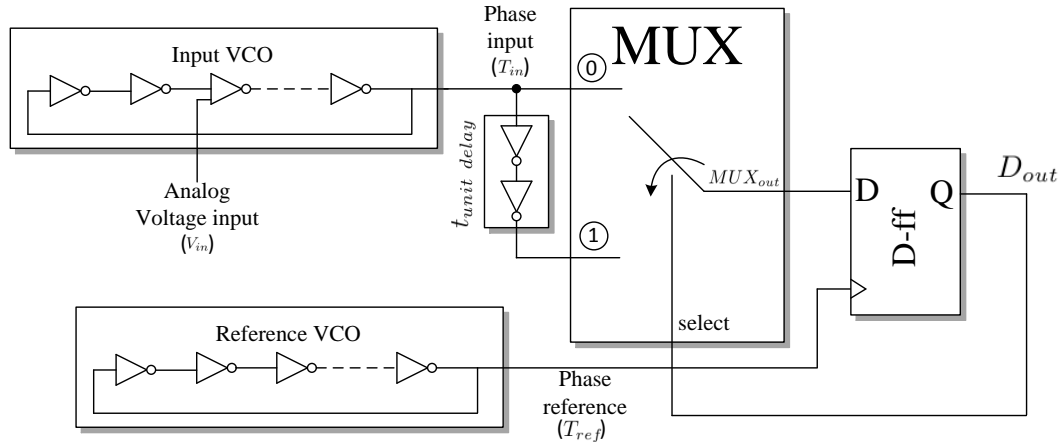 Input VCO
Analog
Voltage input
(V_in)
Phase
input
(T_in)
t_unit delay
MUX
0
1
MUX_out
select
D
Q
D-ff
D_out
Reference VCO
Phase
reference
(T_ref)